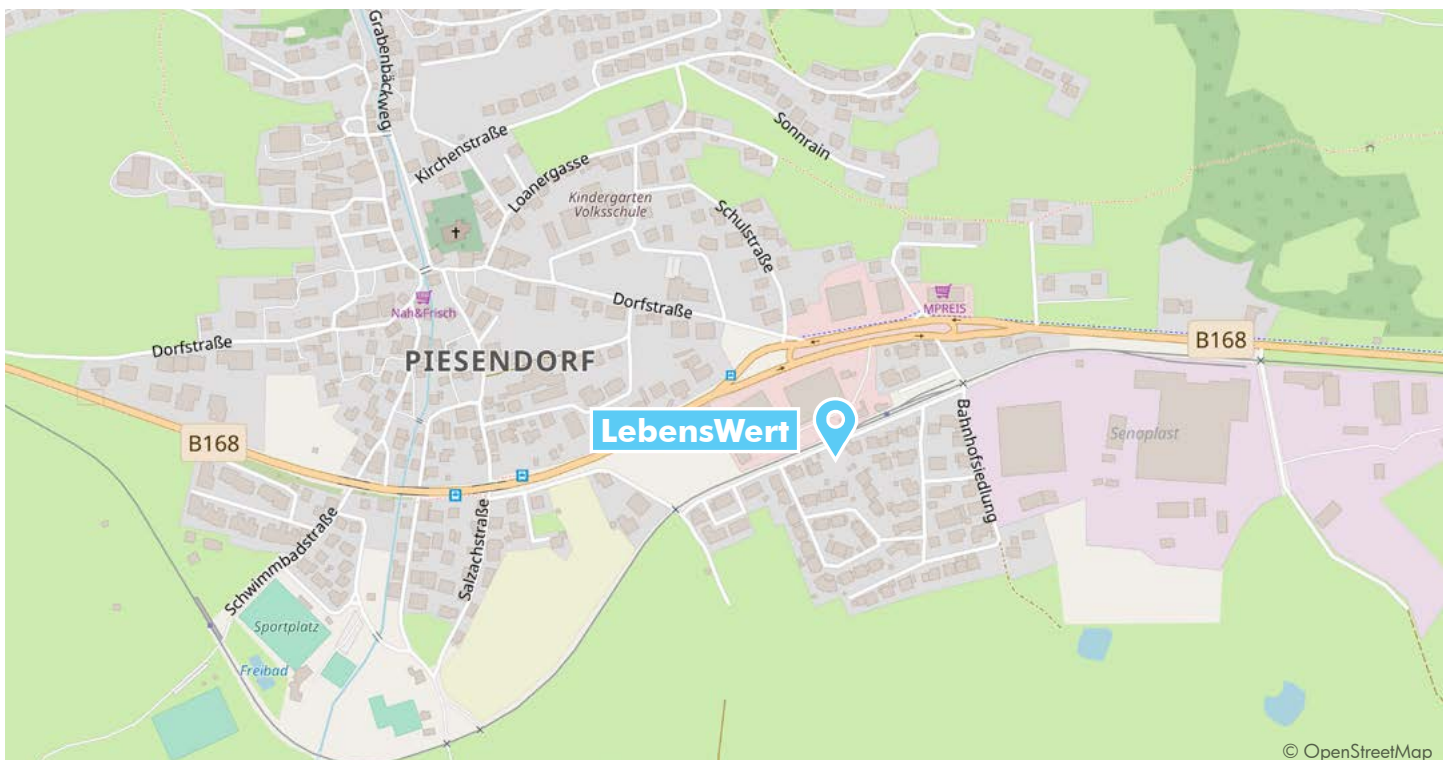 Grabenbäckweg
Kirchenstraße
Loanergasse
Sonnrain
Kindergarten
Volksschule
Schulstraße
Nah&Frisch
Dorfstraße
MPREIS
Dorfstraße
B168
PIESENDORF
LebensWert
B168
Bahnhofsiedlung
Senoplast
Salzachstraße
Schwimmbadstraße
Sportplatz
Freibad
© OpenStreetMap